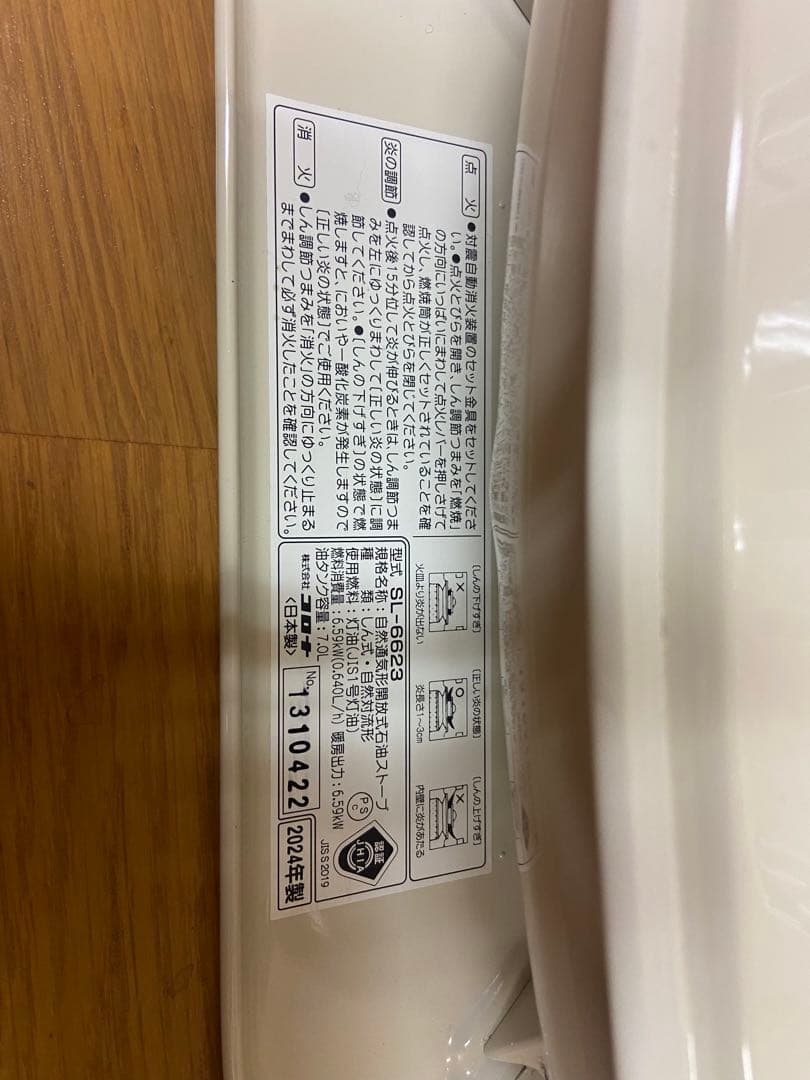 点火
●対震自動消火装置のセット金具をセットしてくださ
い。●点火とびらを開き、しん調節つまみを「燃焼」
の方向にいっぱいにまわして点火レバーを押しさげて
点火し、燃焼筒が正しくセットされていることを確
認してから点火とびらを閉じてください。
炎の調節
●点火後15分位して炎が伸びるときは、しん調節つま
みを左にゆっくりまわして〔正しい炎の状態〕に調
節してください。●〔しんの下げすぎ〕の状態で燃
焼しますと、においや一酸化炭素が発生しますので
〔正しい炎の状態〕でご使用ください。
消火
●しん調節つまみを「消火」の方向にゆっくり止まる
までまわして必ず消火したことを確認してください。
〔しんの下げすぎ〕
火皿より炎が出ない
〔正しい炎の状態〕
炎長さ1~3cm
〔しんの上げすぎ〕
内壁に炎があたる
型式 SL-6623
規格名称:自然通気形開放式石油ストーブ
種類:しん式・自然対流形
使用燃料:灯油(JIS1号灯油)
燃料消費量:6.59kW(0.640L/h) 暖房出力:6.59kW
油タンク容量:7.0L
株式会社 コロナ
〈日本製〉
No. 1310422
2024年製
PS
C
認証
JHIA
JIS S 2019